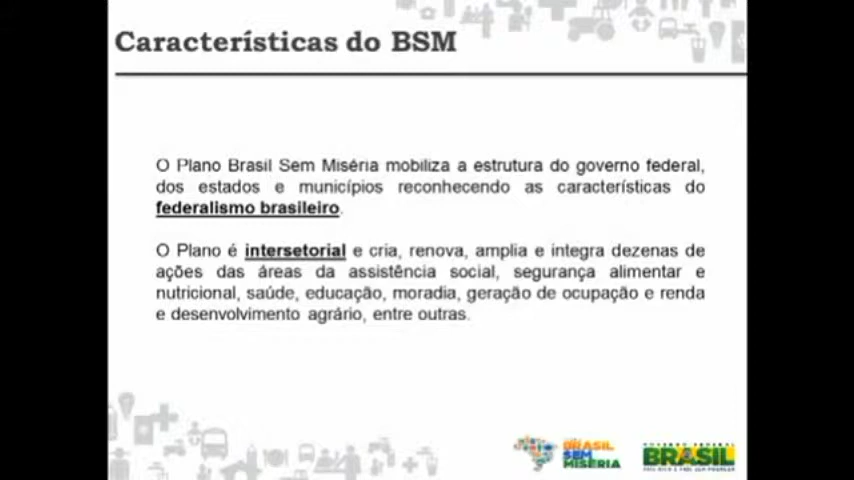 Características do BSM
O Plano Brasil Sem Miséria mobiliza a estrutura do governo federal,
dos estados e municípios reconhecendo as características do
federalismo brasileiro.
O Plano é intersetorial e cria, renova, amplia e integra dezenas de
ações das áreas da assistência social, segurança alimentar e
nutricional, saúde, educação, moradia, geração de ocupação e renda
e desenvolvimento agrário, entre outras.
BRASIL
SEM
MISÉRIA
GOVERNO FEDERAL
BRASIL